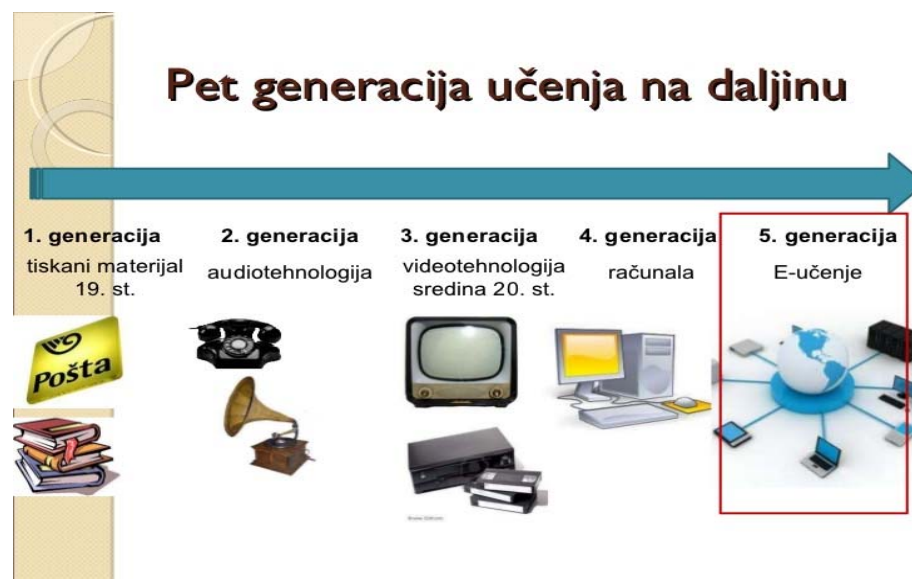 Pet generacija učenja na daljinu
1. generacija
tiskani materijal
19. st.
2. generacija
audiotehnologija
3. generacija
videotehnologija
sredina 20. st.
4. generacija
računala
5. generacija
E-učenje
Pošta